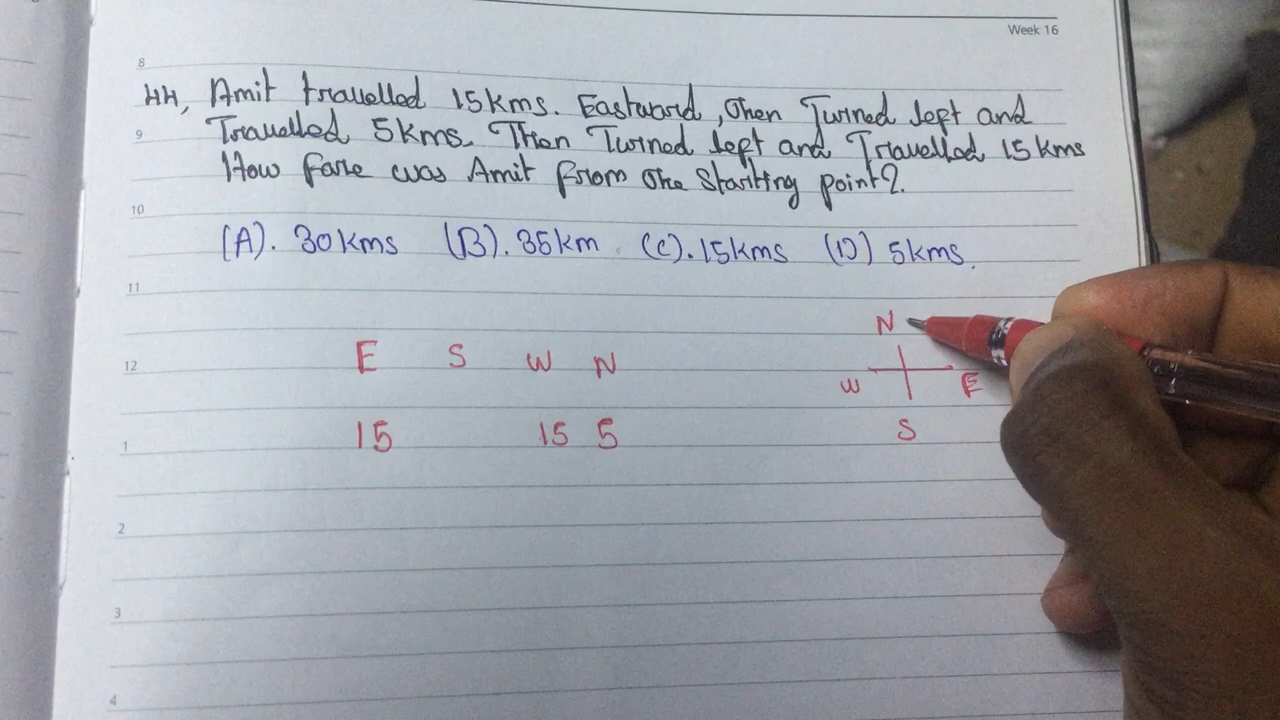 Week 16
8
44, Amit travelled 15kms. Eastward, then Turned left and
9
Travelled 5kms. Then Turned left and Travelled 15kms
How fare was Amit from the Starting point?.
10
(A). 30kms (B). 35km (C). 15kms (D) 5kms.
11
N
12 E S W N
W E
1 15 15 5
S
2
3
4